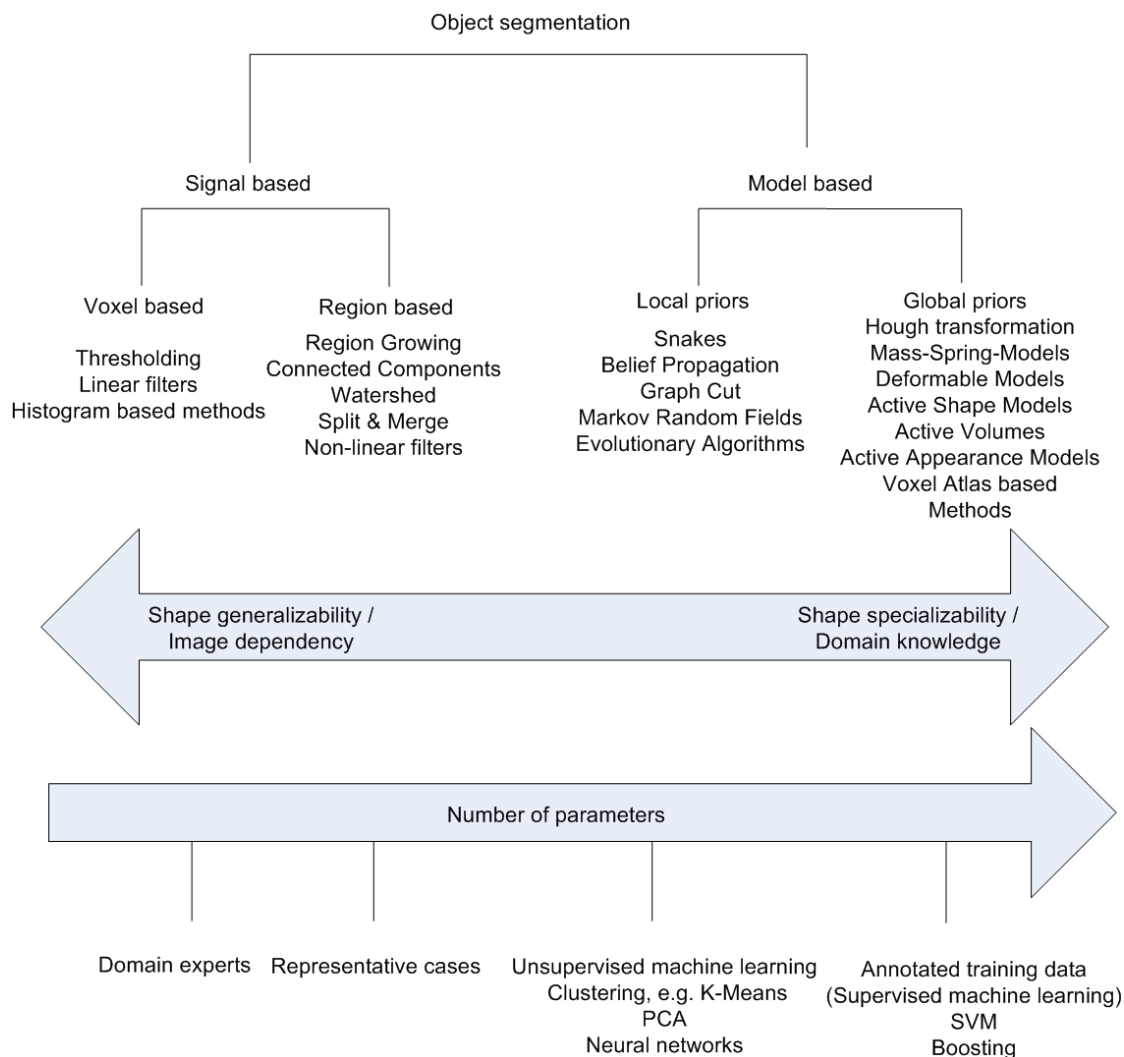 Object segmentation
Signal based
Model based
Voxel based
Thresholding
Linear filters
Histogram based methods
Region based
Region Growing
Connected Components
Watershed
Split & Merge
Non-linear filters
Local priors
Snakes
Belief Propagation
Graph Cut
Markov Random Fields
Evolutionary Algorithms
Global priors
Hough transformation
Mass-Spring-Models
Deformable Models
Active Shape Models
Active Volumes
Active Appearance Models
Voxel Atlas based
Methods
Shape generalizability /
Image dependency
Shape specializability /
Domain knowledge
Number of parameters
Domain experts
Representative cases
Unsupervised machine learning
Clustering, e.g. K-Means
PCA
Neural networks
Annotated training data
(Supervised machine learning)
SVM
Boosting